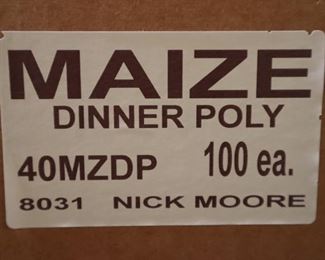 MAIZE
DINNER POLY
40MZDP 100 ea.
8031 NICK MOORE